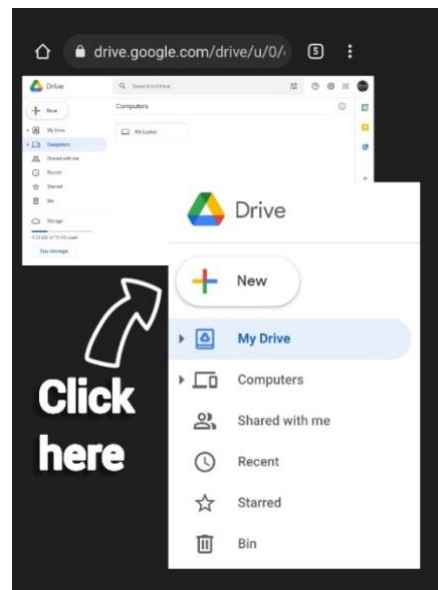 drive.google.com/drive/u/0/
5
Drive
New
Computers
My Drive
My Laptop
Computers
Shared with me
Recent
Starred
Bin
Storage
Buy storage
Drive
New
My Drive
Computers
Shared with me
Recent
Starred
Bin
Click
here